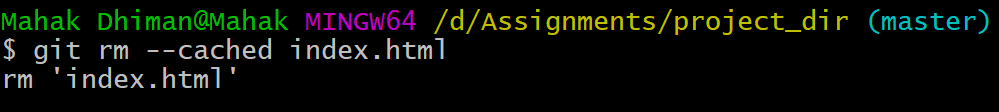 Mahak Dhiman@Mahak MINGW64 /d/Assignments/project_dir (master)
$ git rm --cached index.html
rm 'index.html'